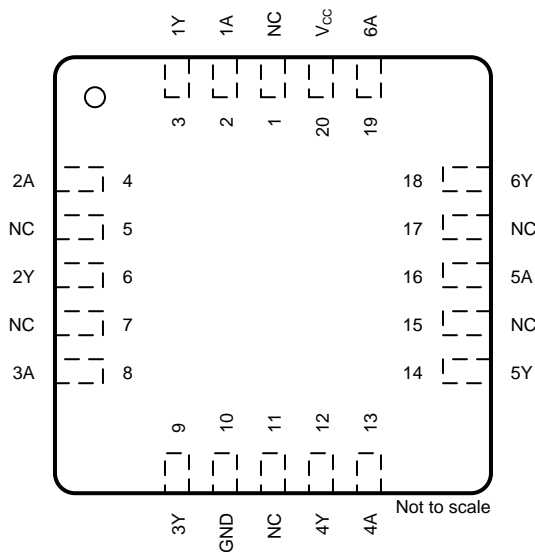 1Y 1A NC VCC 6A
3 2 1 20 19
2A 4 18 6Y
NC 5 17 NC
2Y 6 16 5A
NC 7 15 NC
3A 8 14 5Y
9 10 11 12 13
3Y GND NC 4Y 4A
Not to scale